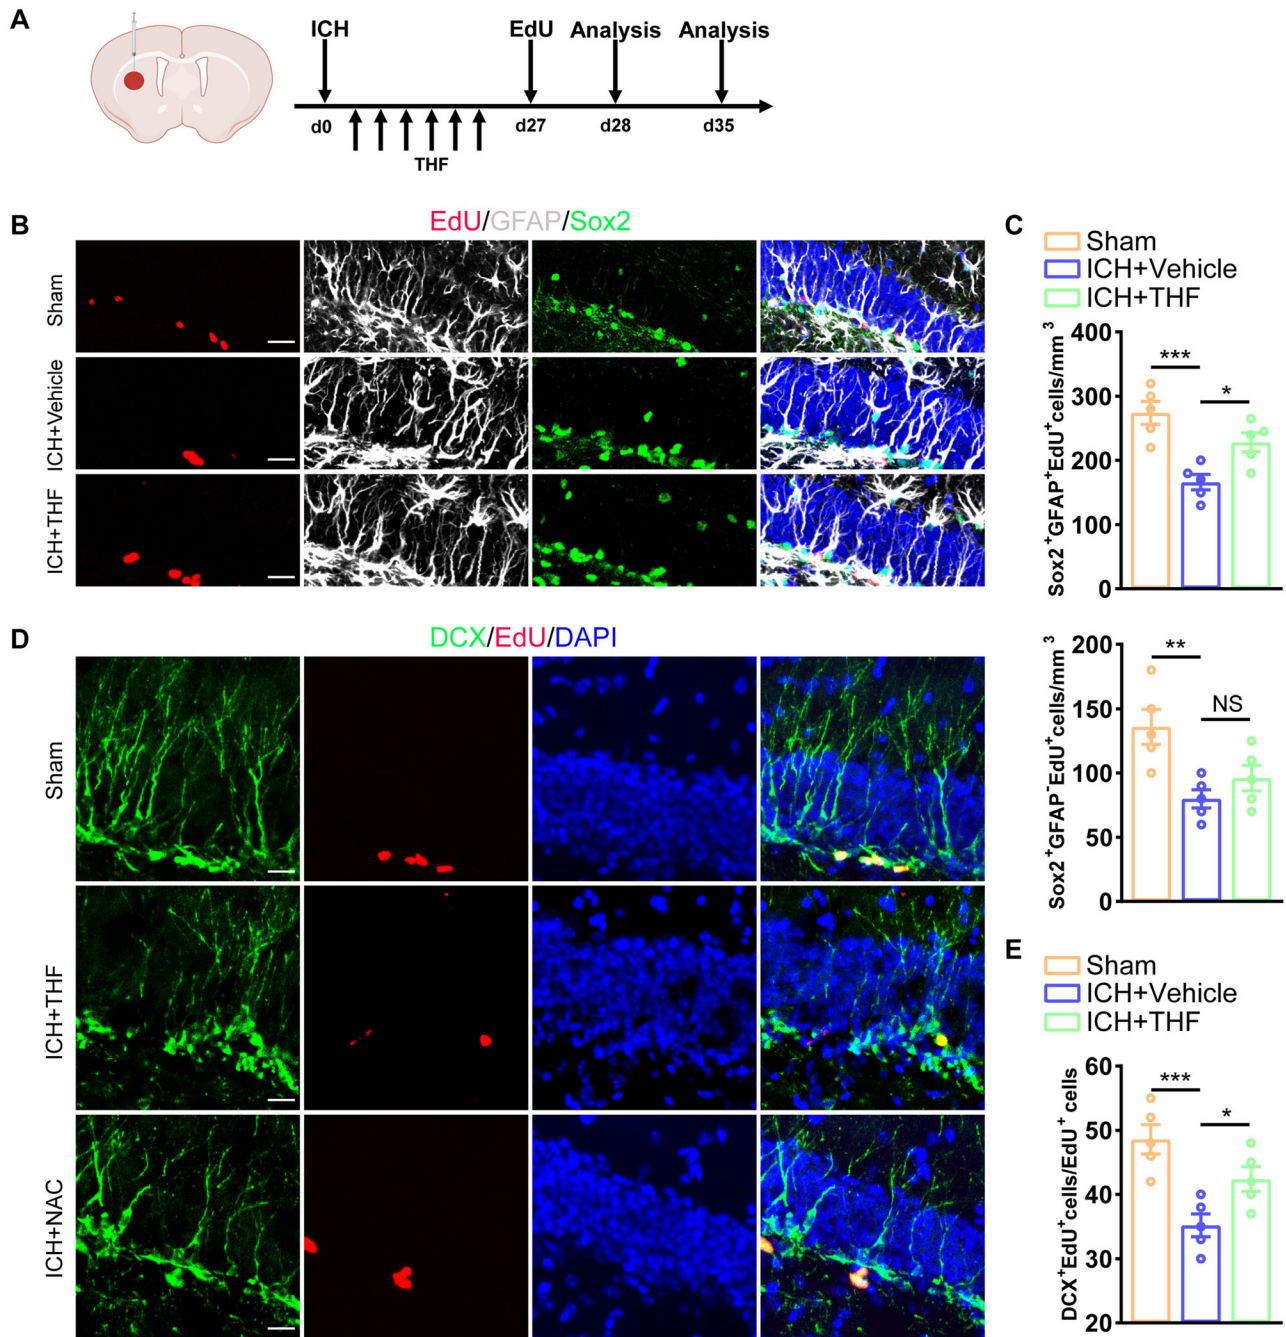 A
ICH
EdU
Analysis
Analysis
d0
d27
d28
d35
THF
B
EdU/GFAP/Sox2
Sham
ICH+Vehicle
ICH+THF
C
Sham
ICH+Vehicle
ICH+THF
Sox2⁺GFAP⁺EdU⁺cells/mm³
400
300
200
100
0
***
*
Sox2⁺GFAP⁻EdU⁺cells/mm³
200
150
100
50
0
**
NS
D
DCX/EdU/DAPI
Sham
ICH+THF
ICH+NAC
E
Sham
ICH+Vehicle
ICH+THF
DCX⁺EdU⁺cells/EdU⁺ cells
60
50
40
30
20
***
*